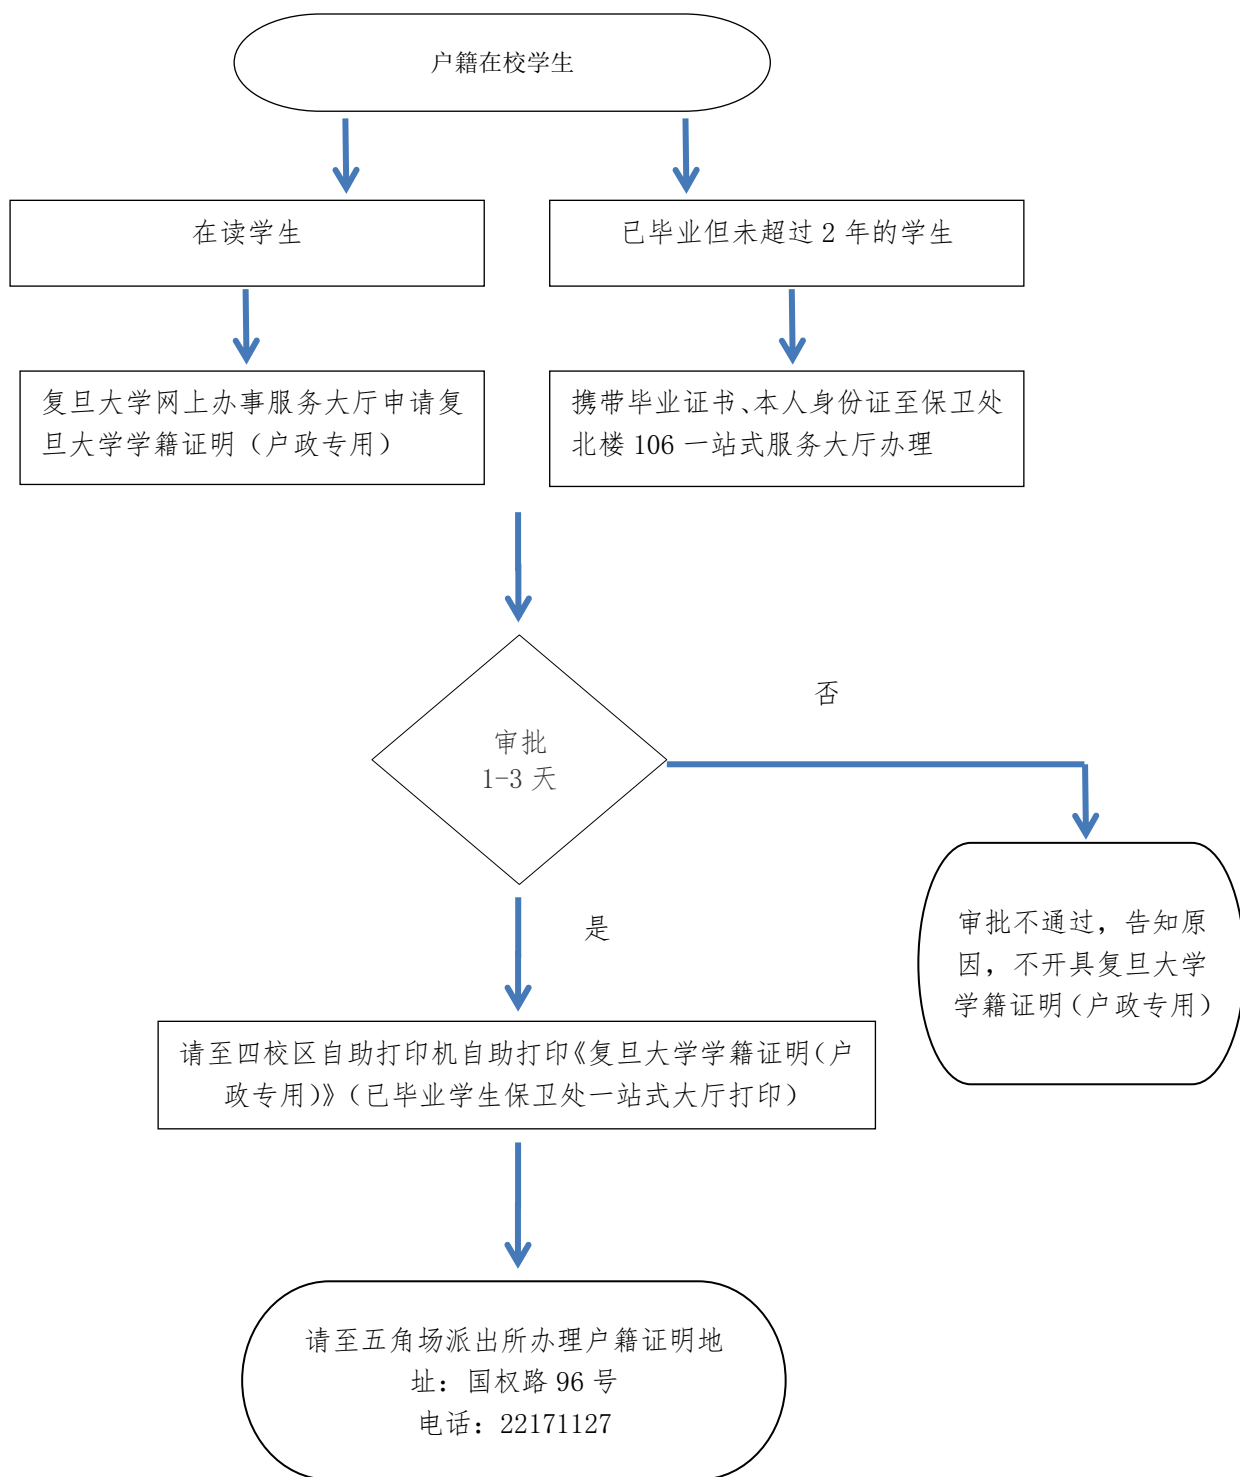 户籍在校学生
在读学生
已毕业但未超过 2 年的学生
复旦大学网上办事服务大厅申请复
旦大学学籍证明（户政专用）
携带毕业证书、本人身份证至保卫处
北楼 106 一站式服务大厅办理
审批
1-3 天
否
是
审批不通过，告知原
因，不开具复旦大学
学籍证明（户政专用）
请至四校区自助打印机自助打印《复旦大学学籍证明（户
政专用）》（已毕业学生保卫处一站式大厅打印）
请至五角场派出所办理户籍证明地
址：国权路 96 号
电话：22171127